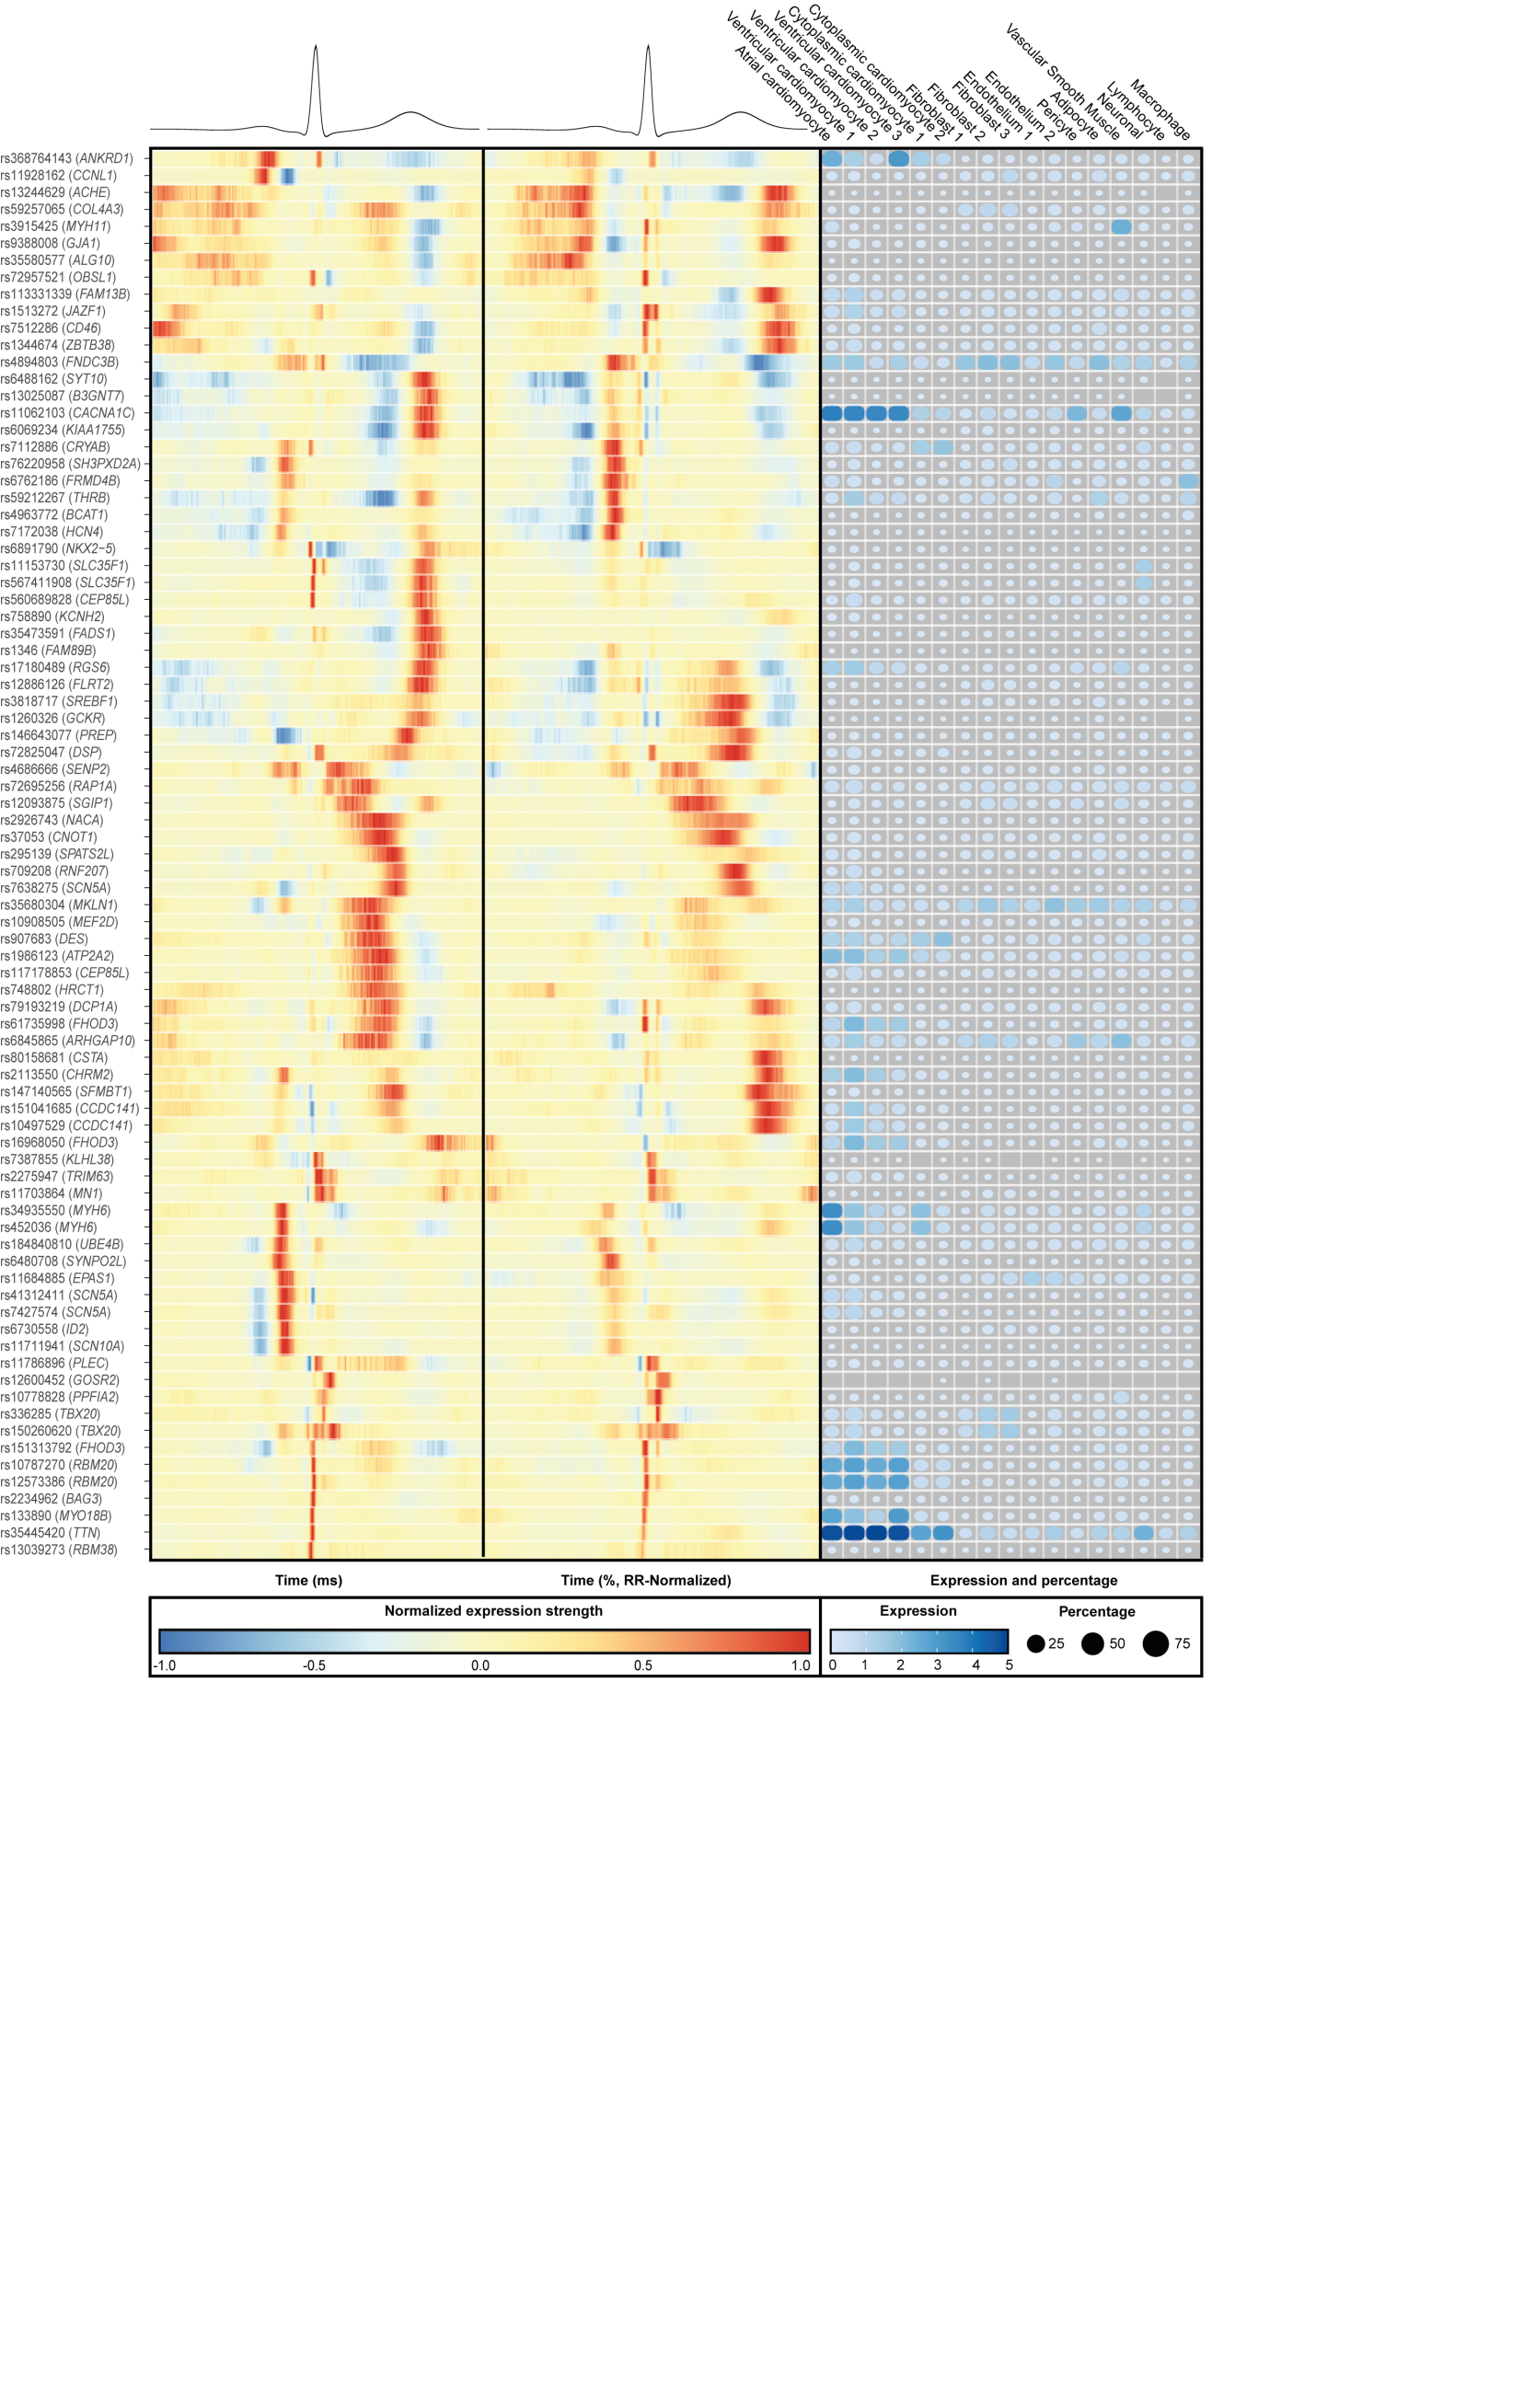 Atrial cardiomyocyte
Ventricular cardiomyocyte 1
Ventricular cardiomyocyte 2
Ventricular cardiomyocyte 3
Cytoplasmic cardiomyocyte 1
Cytoplasmic cardiomyocyte 2
Fibroblast 1
Fibroblast 2
Fibroblast 3
Endothelium 1
Endothelium 2
Pericyte
Adipocyte
Vascular Smooth Muscle
Neuronal
Lymphocyte
Macrophage
rs368764143 (ANKRD1)
rs11928162 (CCNL1)
rs13244629 (ACHE)
rs59257065 (COL4A3)
rs3915425 (MYH11)
rs9388008 (GJA1)
rs35580577 (ALG10)
rs72957521 (OBSL1)
rs113331339 (FAM13B)
rs1513272 (JAZF1)
rs7512286 (CD46)
rs1344674 (ZBTB38)
rs4894803 (FNDC3B)
rs6488162 (SYT10)
rs13025087 (B3GNT7)
rs11062103 (CACNA1C)
rs6069234 (KIAA1755)
rs7112886 (CRYAB)
rs76220958 (SH3PXD2A)
rs6762186 (FRMD4B)
rs59212267 (THRB)
rs4963772 (BCAT1)
rs7172038 (HCN4)
rs6891790 (NKX2−5)
rs11153730 (SLC35F1)
rs567411908 (SLC35F1)
rs560689828 (CEP85L)
rs758890 (KCNH2)
rs35473591 (FADS1)
rs1346 (FAM89B)
rs17180489 (RGS6)
rs12886126 (FLRT2)
rs3818717 (SREBF1)
rs1260326 (GCKR)
rs146643077 (PREP)
rs72825047 (DSP)
rs4686666 (SENP2)
rs72695256 (RAP1A)
rs12093875 (SGIP1)
rs2926743 (NACA)
rs37053 (CNOT1)
rs295139 (SPATS2L)
rs709208 (RNF207)
rs7638275 (SCN5A)
rs35680304 (MKLN1)
rs10908505 (MEF2D)
rs907683 (DES)
rs1986123 (ATP2A2)
rs117178853 (CEP85L)
rs748802 (HRCT1)
rs79193219 (DCP1A)
rs61735998 (FHOD3)
rs6845865 (ARHGAP10)
rs80158681 (CSTA)
rs2113550 (CHRM2)
rs147140565 (SFMBT1)
rs151041685 (CCDC141)
rs10497529 (CCDC141)
rs16968050 (FHOD3)
rs7387855 (KLHL38)
rs2275947 (TRIM63)
rs11703864 (MN1)
rs34935550 (MYH6)
rs452036 (MYH6)
rs184840810 (UBE4B)
rs6480708 (SYNPO2L)
rs11684885 (EPAS1)
rs41312411 (SCN5A)
rs7427574 (SCN5A)
rs6730558 (ID2)
rs11711941 (SCN10A)
rs11786896 (PLEC)
rs12600452 (GOSR2)
rs10778828 (PPFIA2)
rs336285 (TBX20)
rs150260620 (TBX20)
rs151313792 (FHOD3)
rs10787270 (RBM20)
rs12573386 (RBM20)
rs2234962 (BAG3)
rs133890 (MYO18B)
rs35445420 (TTN)
rs13039273 (RBM38)
Time (ms) Time (%, RR-Normalized) Expression and percentage
Normalized expression strength Expression Percentage
25 50 75
-1.0 -0.5 0.0 0.5 1.0 0 1 2 3 4 5